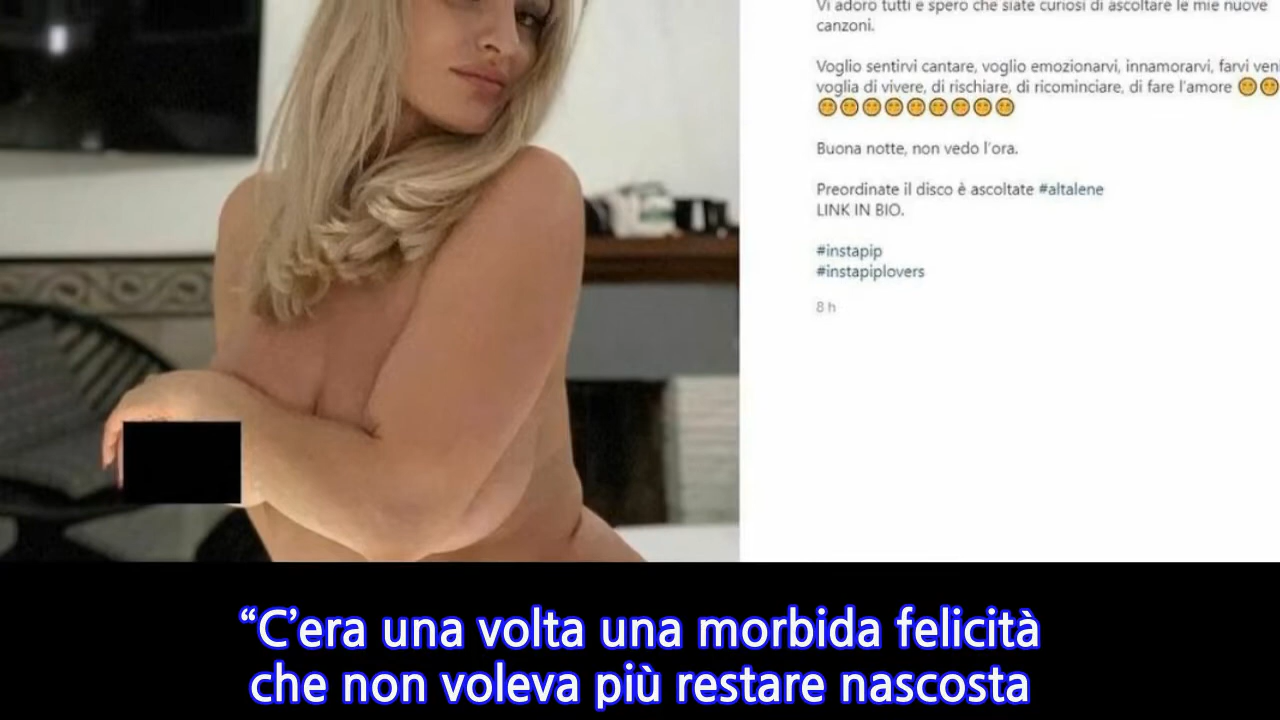 Vi adoro tutti e spero che siate curiosi di ascoltare le mie nuove
canzoni.
Voglio sentirvi cantare, voglio emozionarvi, innamorarvi, farvi veni
voglia di vivere, di rischiare, di ricominciare, di fare l'amore 😁😁
😁😁😁😁😁😁😁😁😁
Buona notte, non vedo l'ora.
Preordinate il disco è ascoltate #altalene
LINK IN BIO.
#instapip
#instapiplovers
8 h
“C’era una volta una morbida felicità
che non voleva più restare nascosta